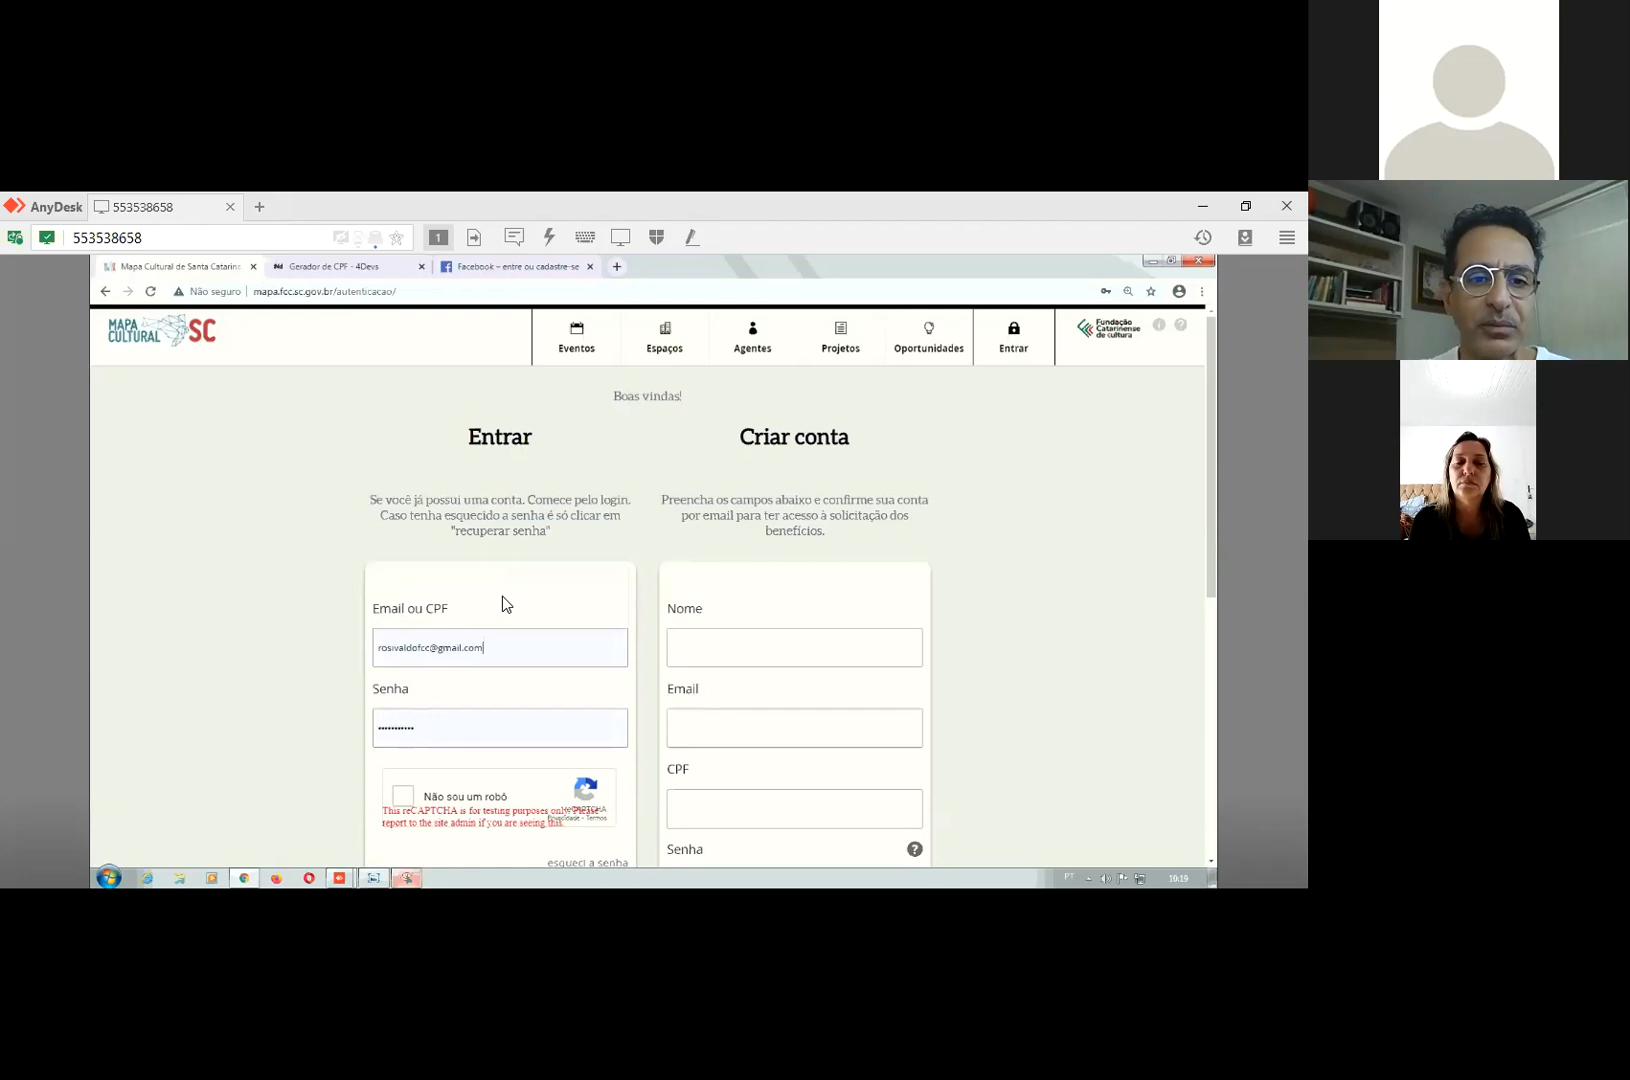 AnyDesk
553538658
553538658
1
Mapa Cultural de Santa Catarina
Gerador de CPF - 4Devs
Facebook – entre ou cadastre-se
Não seguro
mapa.fcc.sc.gov.br/autenticacao/
MAPA
CULTURAL SC
Eventos
Espaços
Agentes
Projetos
Oportunidades
Entrar
Fundação
Catarinense
de cultura
Boas vindas!
Entrar
Criar conta
Se você já possui uma conta. Comece pelo login.
Caso tenha esquecido a senha é só clicar em
"recuperar senha"
Preencha os campos abaixo e confirme sua conta
por email para ter acesso à solicitação dos
benefícios.
Email ou CPF
rosivaldofcc@gmail.com
Senha
Não sou um robô
reCAPTCHA
Privacidade - Termos
This reCAPTCHA is for testing purposes only. Please
report to the site admin if you are seeing this.
esqueci a senha
Nome
Email
CPF
Senha
PT
10:19